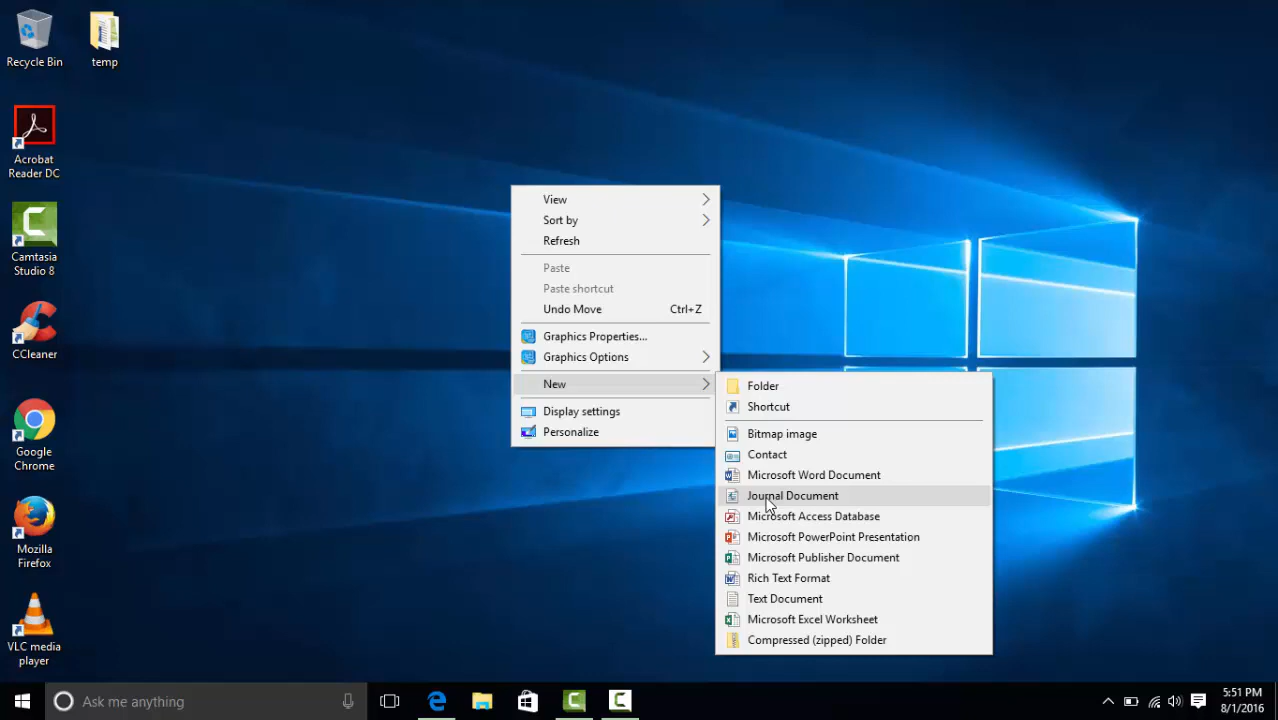 Recycle Bin
temp
Acrobat
Reader DC
Camtasia
Studio 8
CCleaner
Google
Chrome
Mozilla
Firefox
VLC media
player
View
Sort by
Refresh
Paste
Paste shortcut
Undo Move Ctrl+Z
Graphics Properties...
Graphics Options
New
Display settings
Personalize
Folder
Shortcut
Bitmap image
Contact
Microsoft Word Document
Journal Document
Microsoft Access Database
Microsoft PowerPoint Presentation
Microsoft Publisher Document
Rich Text Format
Text Document
Microsoft Excel Worksheet
Compressed (zipped) Folder
Ask me anything
5:51 PM
8/1/2016